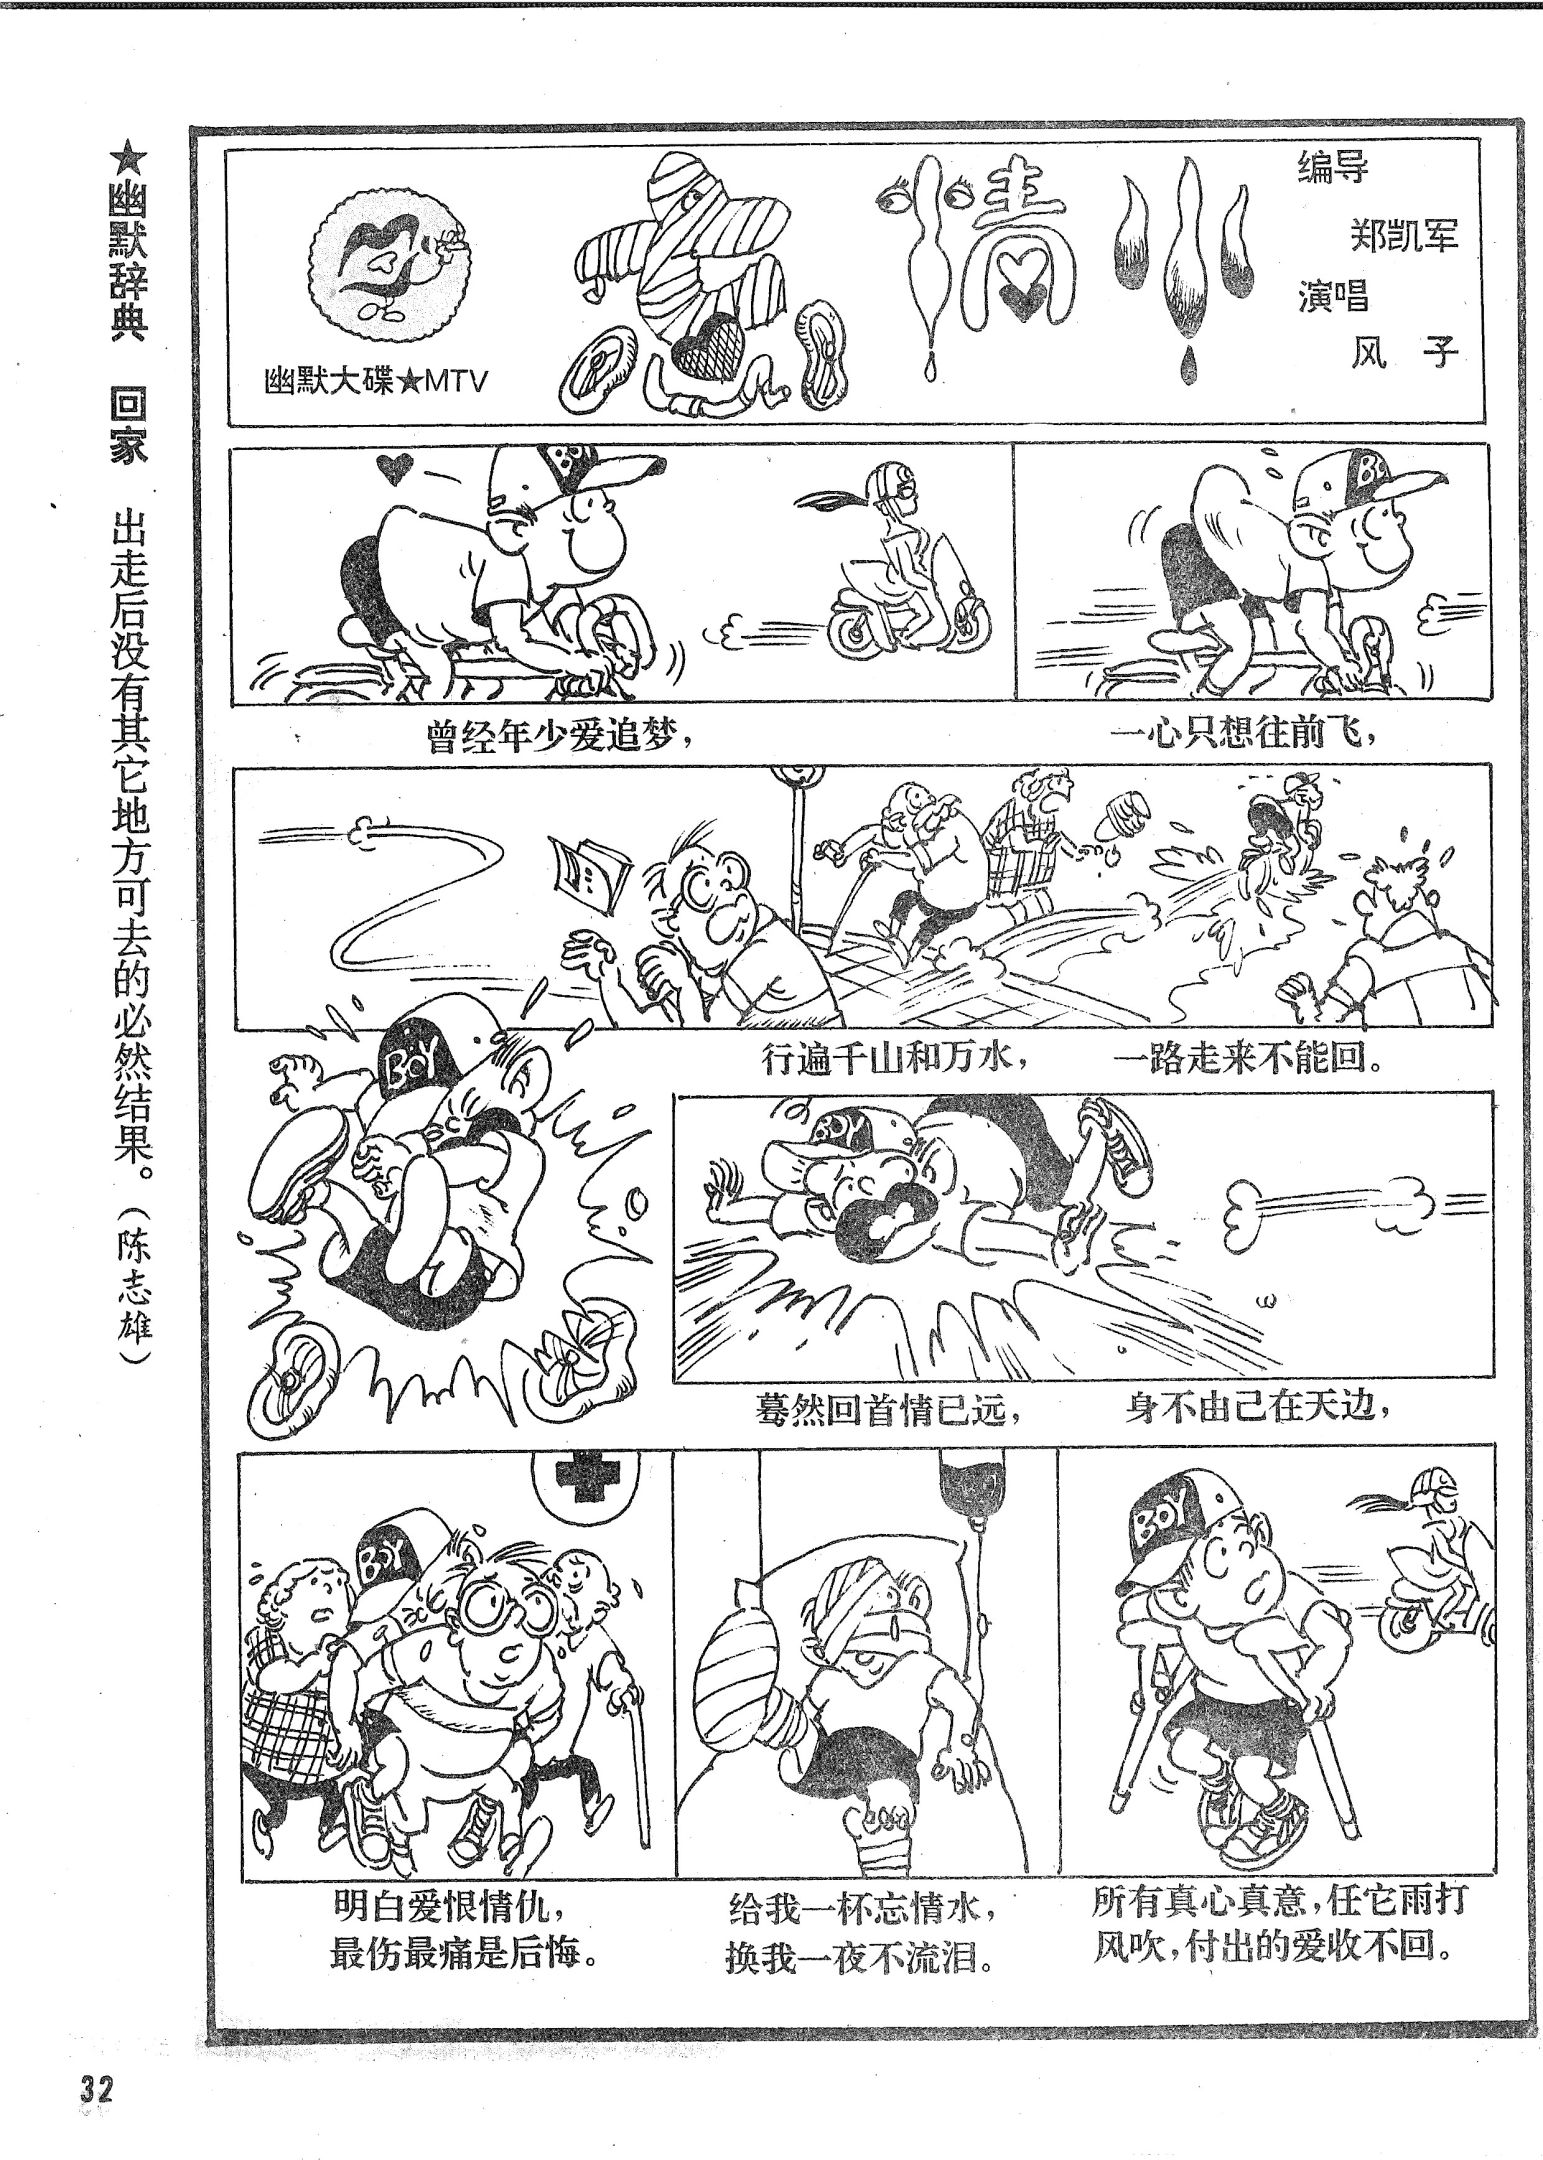 ★幽默辞典 回家 出走后没有其它地方可去的必然结果。（陈志雄）
幽默大碟★MTV
情水
编导
郑凯军
演唱
风子
BOY
BOY
曾经年少爱追梦，
一心只想往前飞，
行遍千山和万水，
一路走来不能回。
BOY
BOY
蓦然回首情已远，
身不由己在天边，
BOY
BOY
明白爱恨情仇，
最伤最痛是后悔。
给我一杯忘情水，
换我一夜不流泪。
所有真心真意，任它雨打
风吹，付出的爱收不回。
32